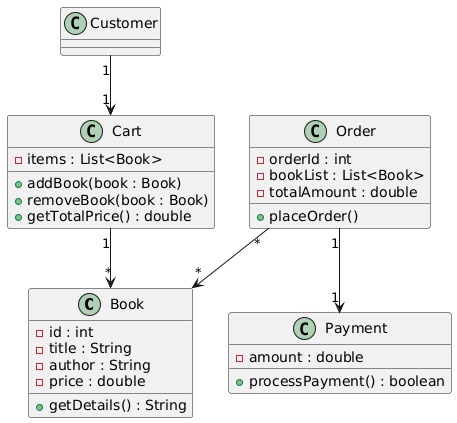 C Customer
1
1
C Cart
items : List<Book>
addBook(book : Book)
removeBook(book : Book)
getTotalPrice() : double
C Order
orderId : int
bookList : List<Book>
totalAmount : double
placeOrder()
1
*
*
*
1
1
C Book
id : int
title : String
author : String
price : double
getDetails() : String
C Payment
amount : double
processPayment() : boolean